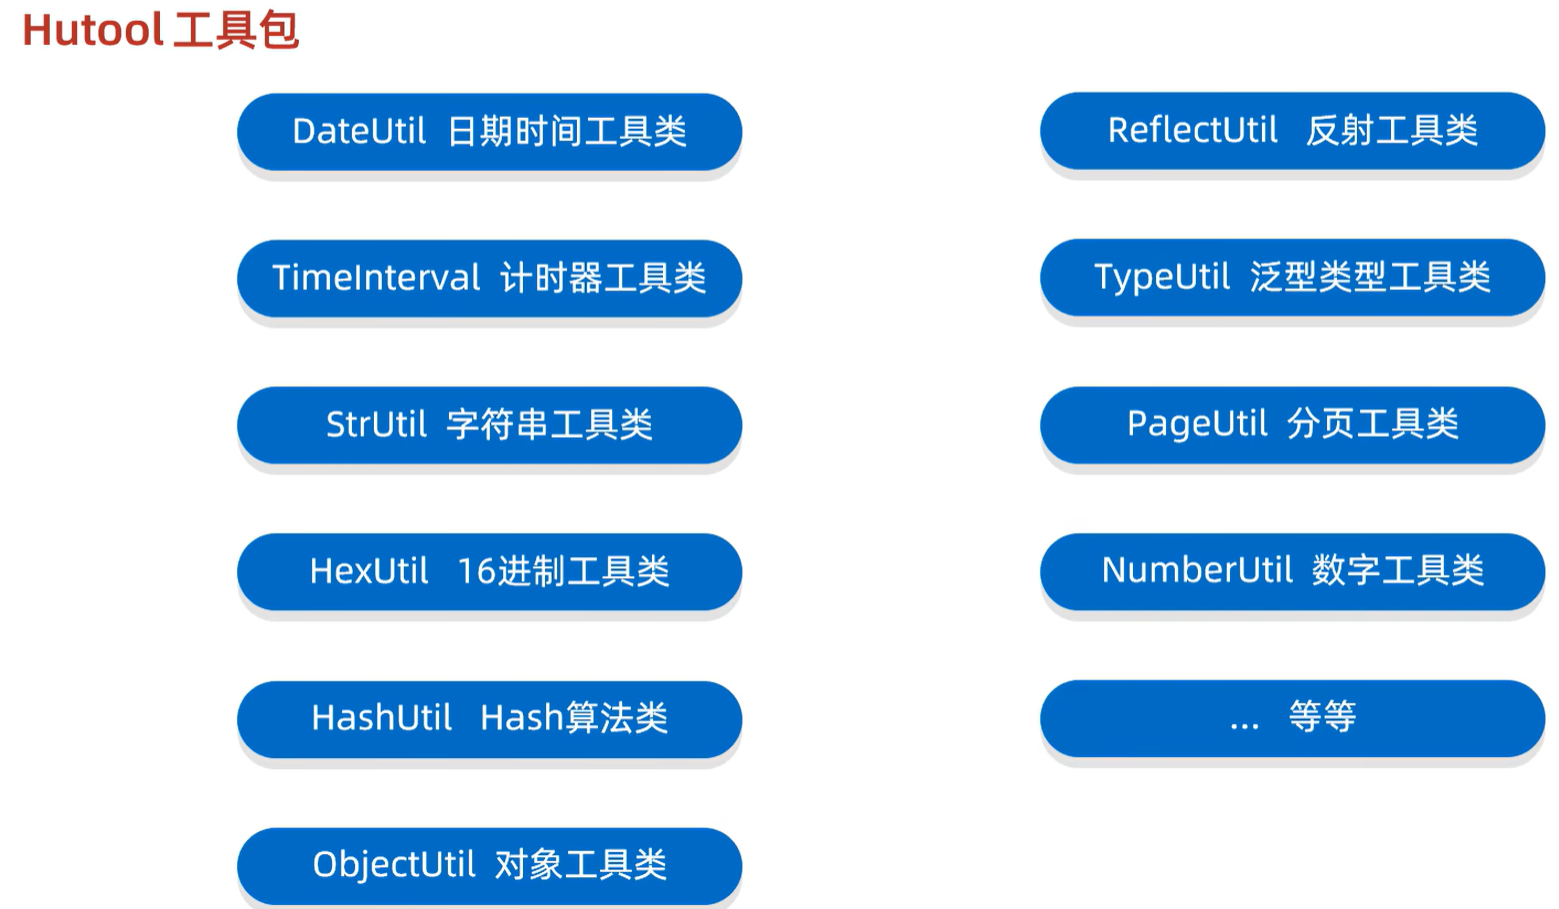 Hutool 工具包
DateUtil 日期时间工具类
TimeInterval 计时器工具类
StrUtil 字符串工具类
HexUtil 16进制工具类
HashUtil Hash算法类
ObjectUtil 对象工具类
ReflectUtil 反射工具类
TypeUtil 泛型类型工具类
PageUtil 分页工具类
NumberUtil 数字工具类
... 等等